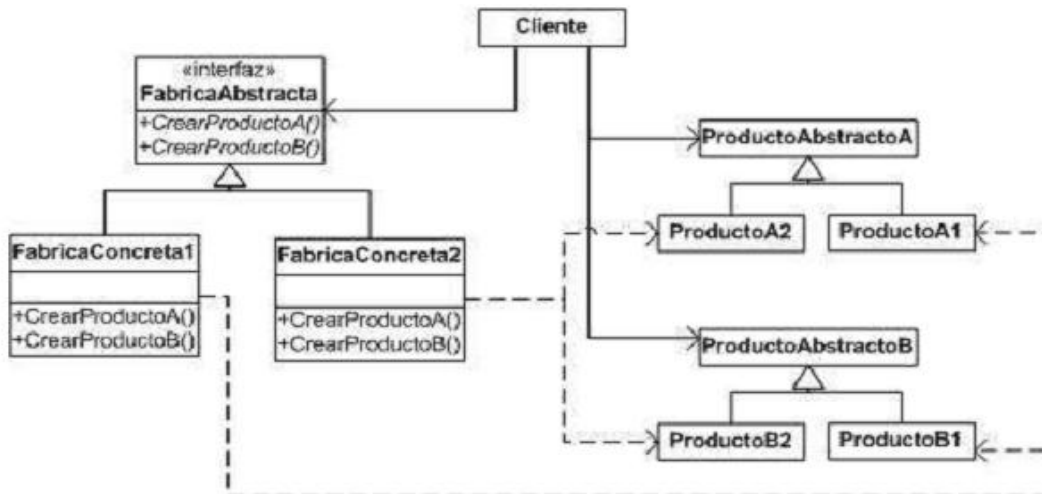 Cliente
«interfaz»
FabricaAbstracta
+CrearProductoA()
+CrearProductoB()
ProductoAbstractoA
ProductoA2
ProductoA1
FabricaConcreta1
+CrearProductoA()
+CrearProductoB()
FabricaConcreta2
+CrearProductoA()
+CrearProductoB()
ProductoAbstractoB
ProductoB2
ProductoB1